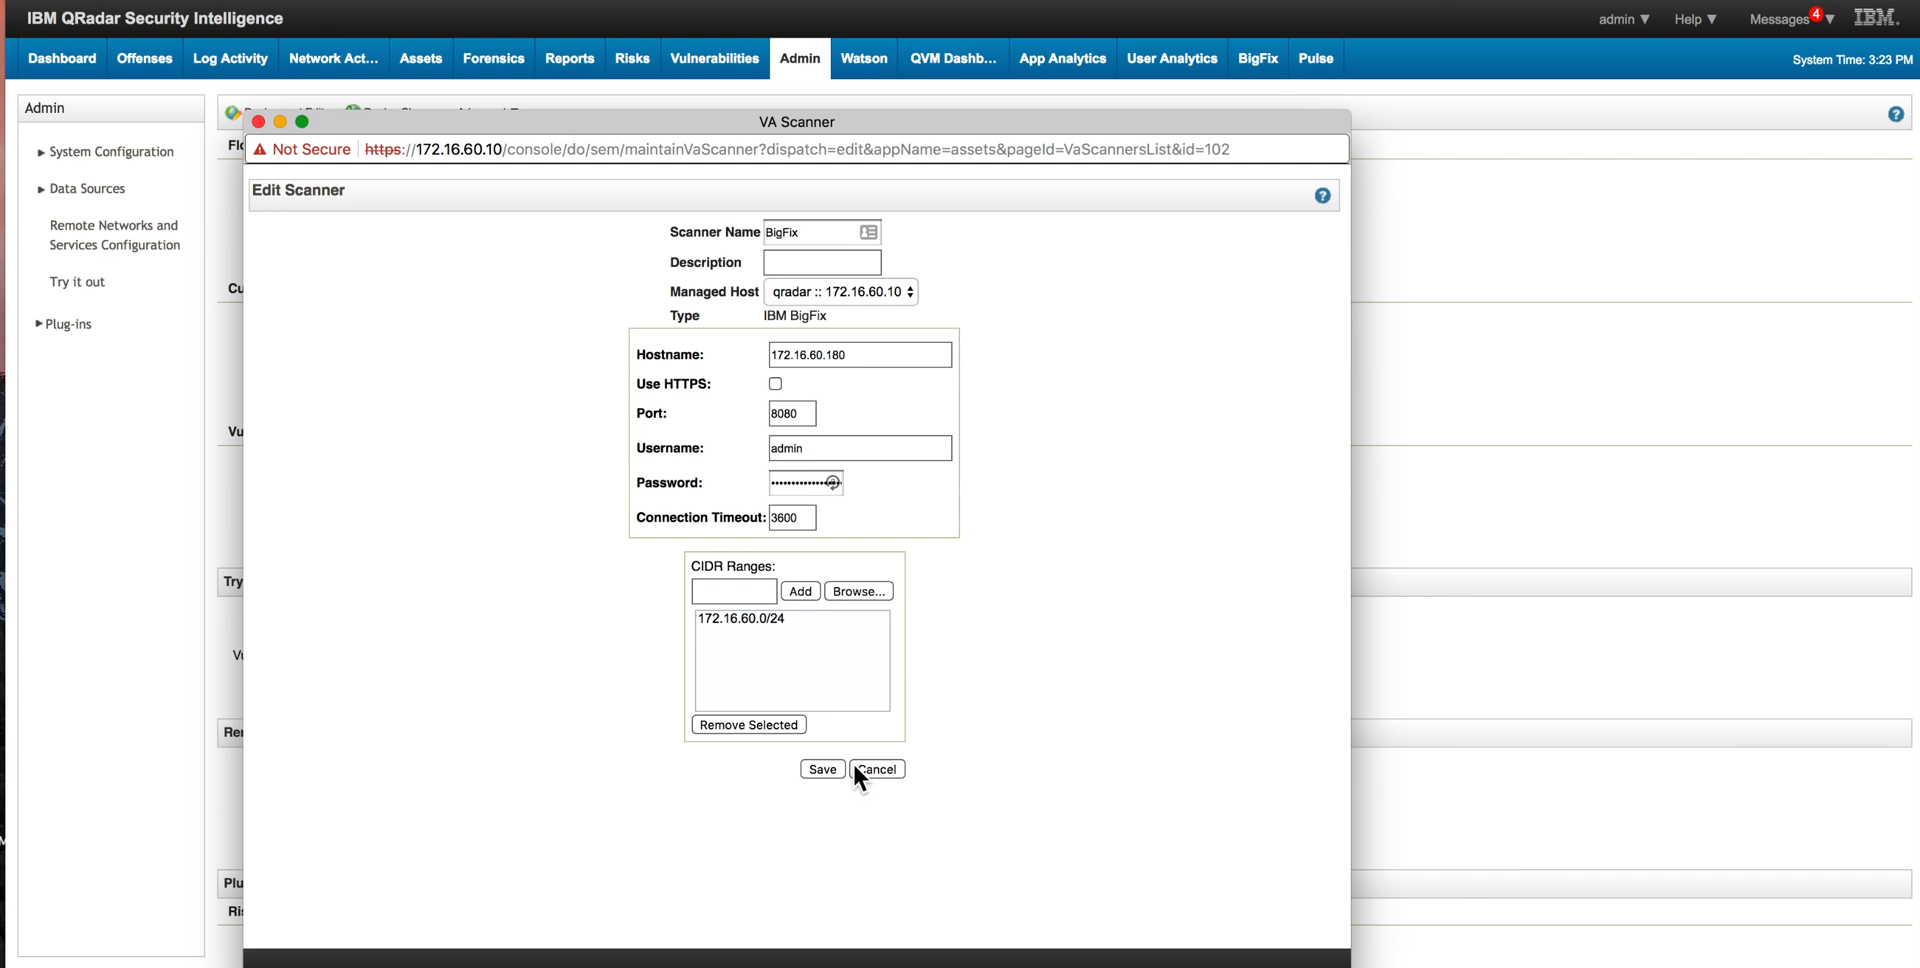 IBM QRadar Security Intelligence
admin ▼ Help ▼ Messages 4 ▼ IBM.
Dashboard Offenses Log Activity Network Act... Assets Forensics Reports Risks Vulnerabilities Admin Watson QVM Dashb... App Analytics User Analytics BigFix Pulse System Time: 3:23 PM
Admin
System Configuration
Data Sources
Remote Networks and
Services Configuration
Try it out
Plug-ins
VA Scanner
Not Secure https://172.16.60.10/console/do/sem/maintainVaScanner?dispatch=edit&appName=assets&pageId=VaScannersList&id=102
Edit Scanner
Scanner Name BigFix
Description
Managed Host qradar :: 172.16.60.10
Type IBM BigFix
Hostname: 172.16.60.180
Use HTTPS:
Port: 8080
Username: admin
Password:
Connection Timeout: 3600
CIDR Ranges:
Add Browse...
172.16.60.0/24
Remove Selected
Save Cancel
Try